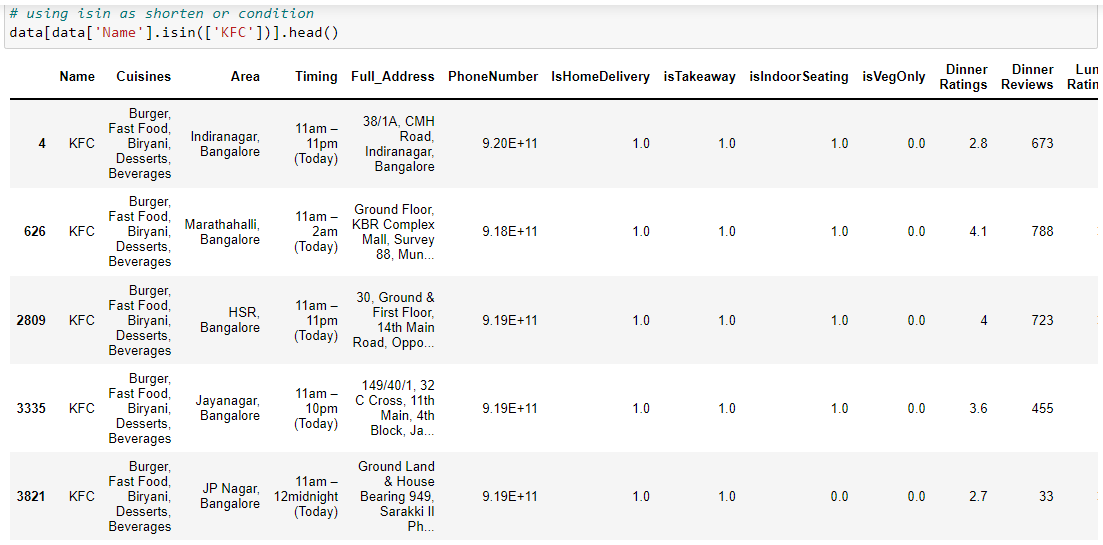 # using isin as shorten or condition
data[data['Name'].isin(['KFC'])].head()
Name Cuisines Area Timing Full_Address PhoneNumber IsHomeDelivery isTakeaway isIndoorSeating isVegOnly Dinner Ratings Dinner Reviews
4 KFC Burger, Fast Food, Biryani, Desserts, Beverages Indiranagar, Bangalore 11am – 11pm (Today) 38/1A, CMH Road, Indiranagar, Bangalore 9.20E+11 1.0 1.0 1.0 0.0 2.8 673
626 KFC Burger, Fast Food, Biryani, Desserts, Beverages Marathahalli, Bangalore 11am – 2am (Today) Ground Floor, KBR Complex Mall, Survey 88, Mun... 9.18E+11 1.0 1.0 1.0 0.0 4.1 788
2809 KFC Burger, Fast Food, Biryani, Desserts, Beverages HSR, Bangalore 11am – 11pm (Today) 30, Ground & First Floor, 14th Main Road, Oppo... 9.19E+11 1.0 1.0 1.0 0.0 4 723
3335 KFC Burger, Fast Food, Biryani, Desserts, Beverages Jayanagar, Bangalore 11am – 10pm (Today) 149/40/1, 32 C Cross, 11th Main, 4th Block, Ja... 9.19E+11 1.0 1.0 1.0 0.0 3.6 455
3821 KFC Burger, Fast Food, Biryani, Desserts, Beverages JP Nagar, Bangalore 11am – 12midnight (Today) Ground Land & House Bearing 949, Sarakki II Ph... 9.19E+11 1.0 1.0 0.0 0.0 2.7 33